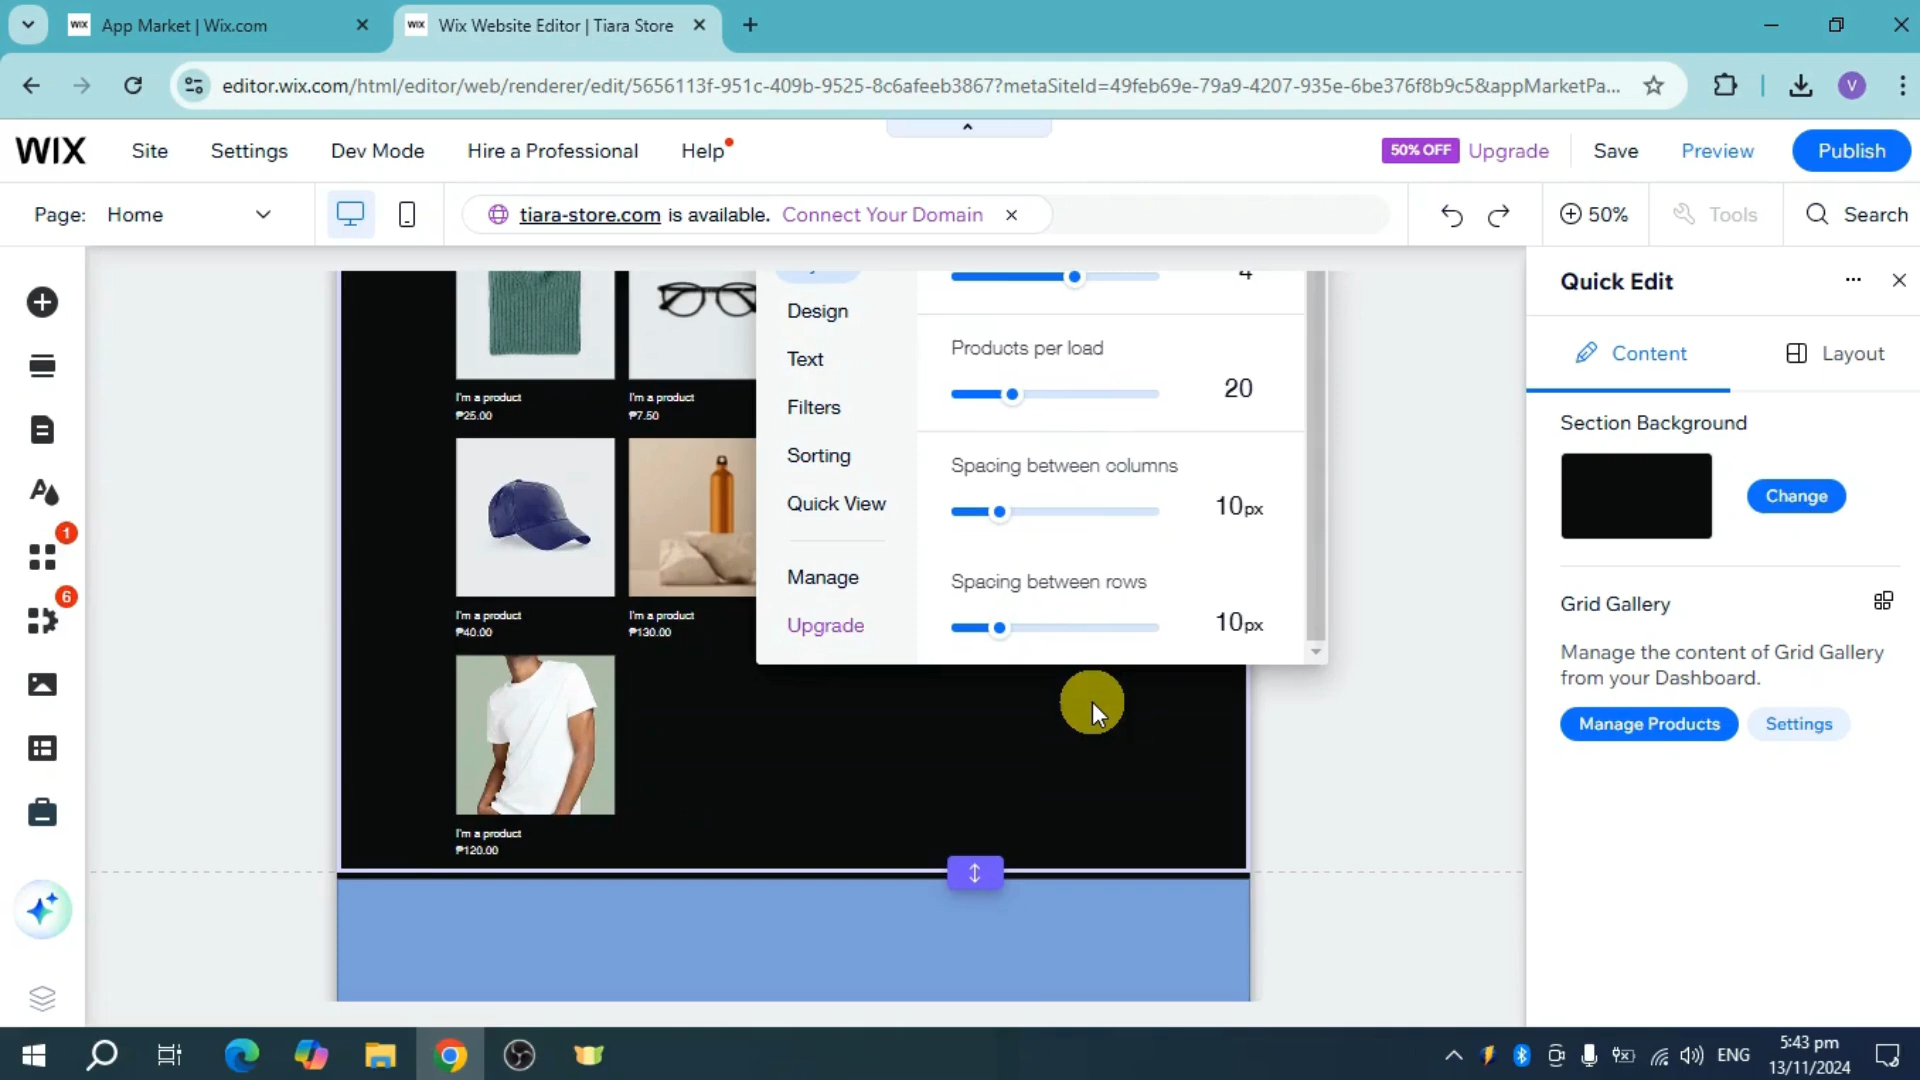 WIX App Market | Wix.com
WIX Wix Website Editor | Tiara Store
editor.wix.com/html/editor/web/renderer/edit/5656113f-951c-409b-9525-8c6afeeb3867?metaSiteId=49feb69e-79a9-4207-935e-6be376f8b9c5&appMarketPa...
V
WIX Site Settings Dev Mode Hire a Professional Help 50% OFF Upgrade Save Preview Publish
Page: Home tiara-store.com is available. Connect Your Domain 50% Tools Search
4
Design
Products per load
Text
20
Filters
Sorting
Spacing between columns
Quick View
10px
Manage
Spacing between rows
Upgrade
10px
I'm a product
₱25.00
I'm a product
₱7.50
I'm a product
₱40.00
I'm a product
₱130.00
I'm a product
₱120.00
1
6
Quick Edit
Content Layout
Section Background
Change
Grid Gallery
Manage the content of Grid Gallery
from your Dashboard.
Manage Products Settings
ENG
5:43 pm
13/11/2024